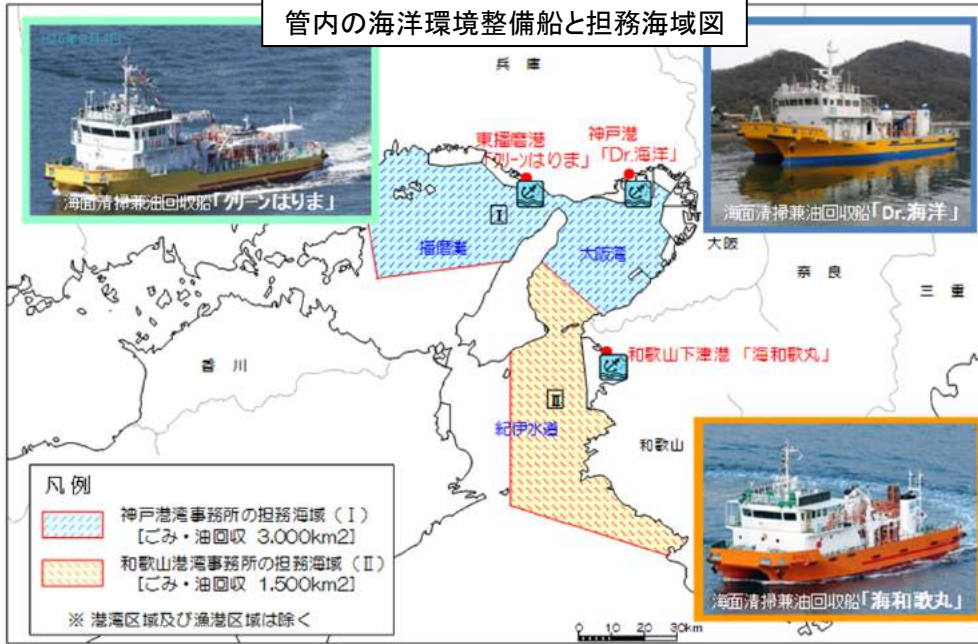 管内の海洋環境整備船と担務海域図
海面清掃兼油回収船「クリーンはりま」
海面清掃兼油回収船「Dr.海洋」
兵庫
東播磨港
「クリーンはりま」
神戸港
「Dr.海洋」
I
播磨灘
大阪湾
大阪
奈良
三重
和歌山下津港 「海和歌丸」
香川
II
紀伊水道
和歌山
海面清掃兼油回収船「海和歌丸」
凡例
神戸港湾事務所の担務海域（I）
[ごみ・油回収 3.000km2]
和歌山港湾事務所の担務海域（II）
[ごみ・油回収 1.500km2]
※ 港湾区域及び漁港区域は除く
0 10 20 30km